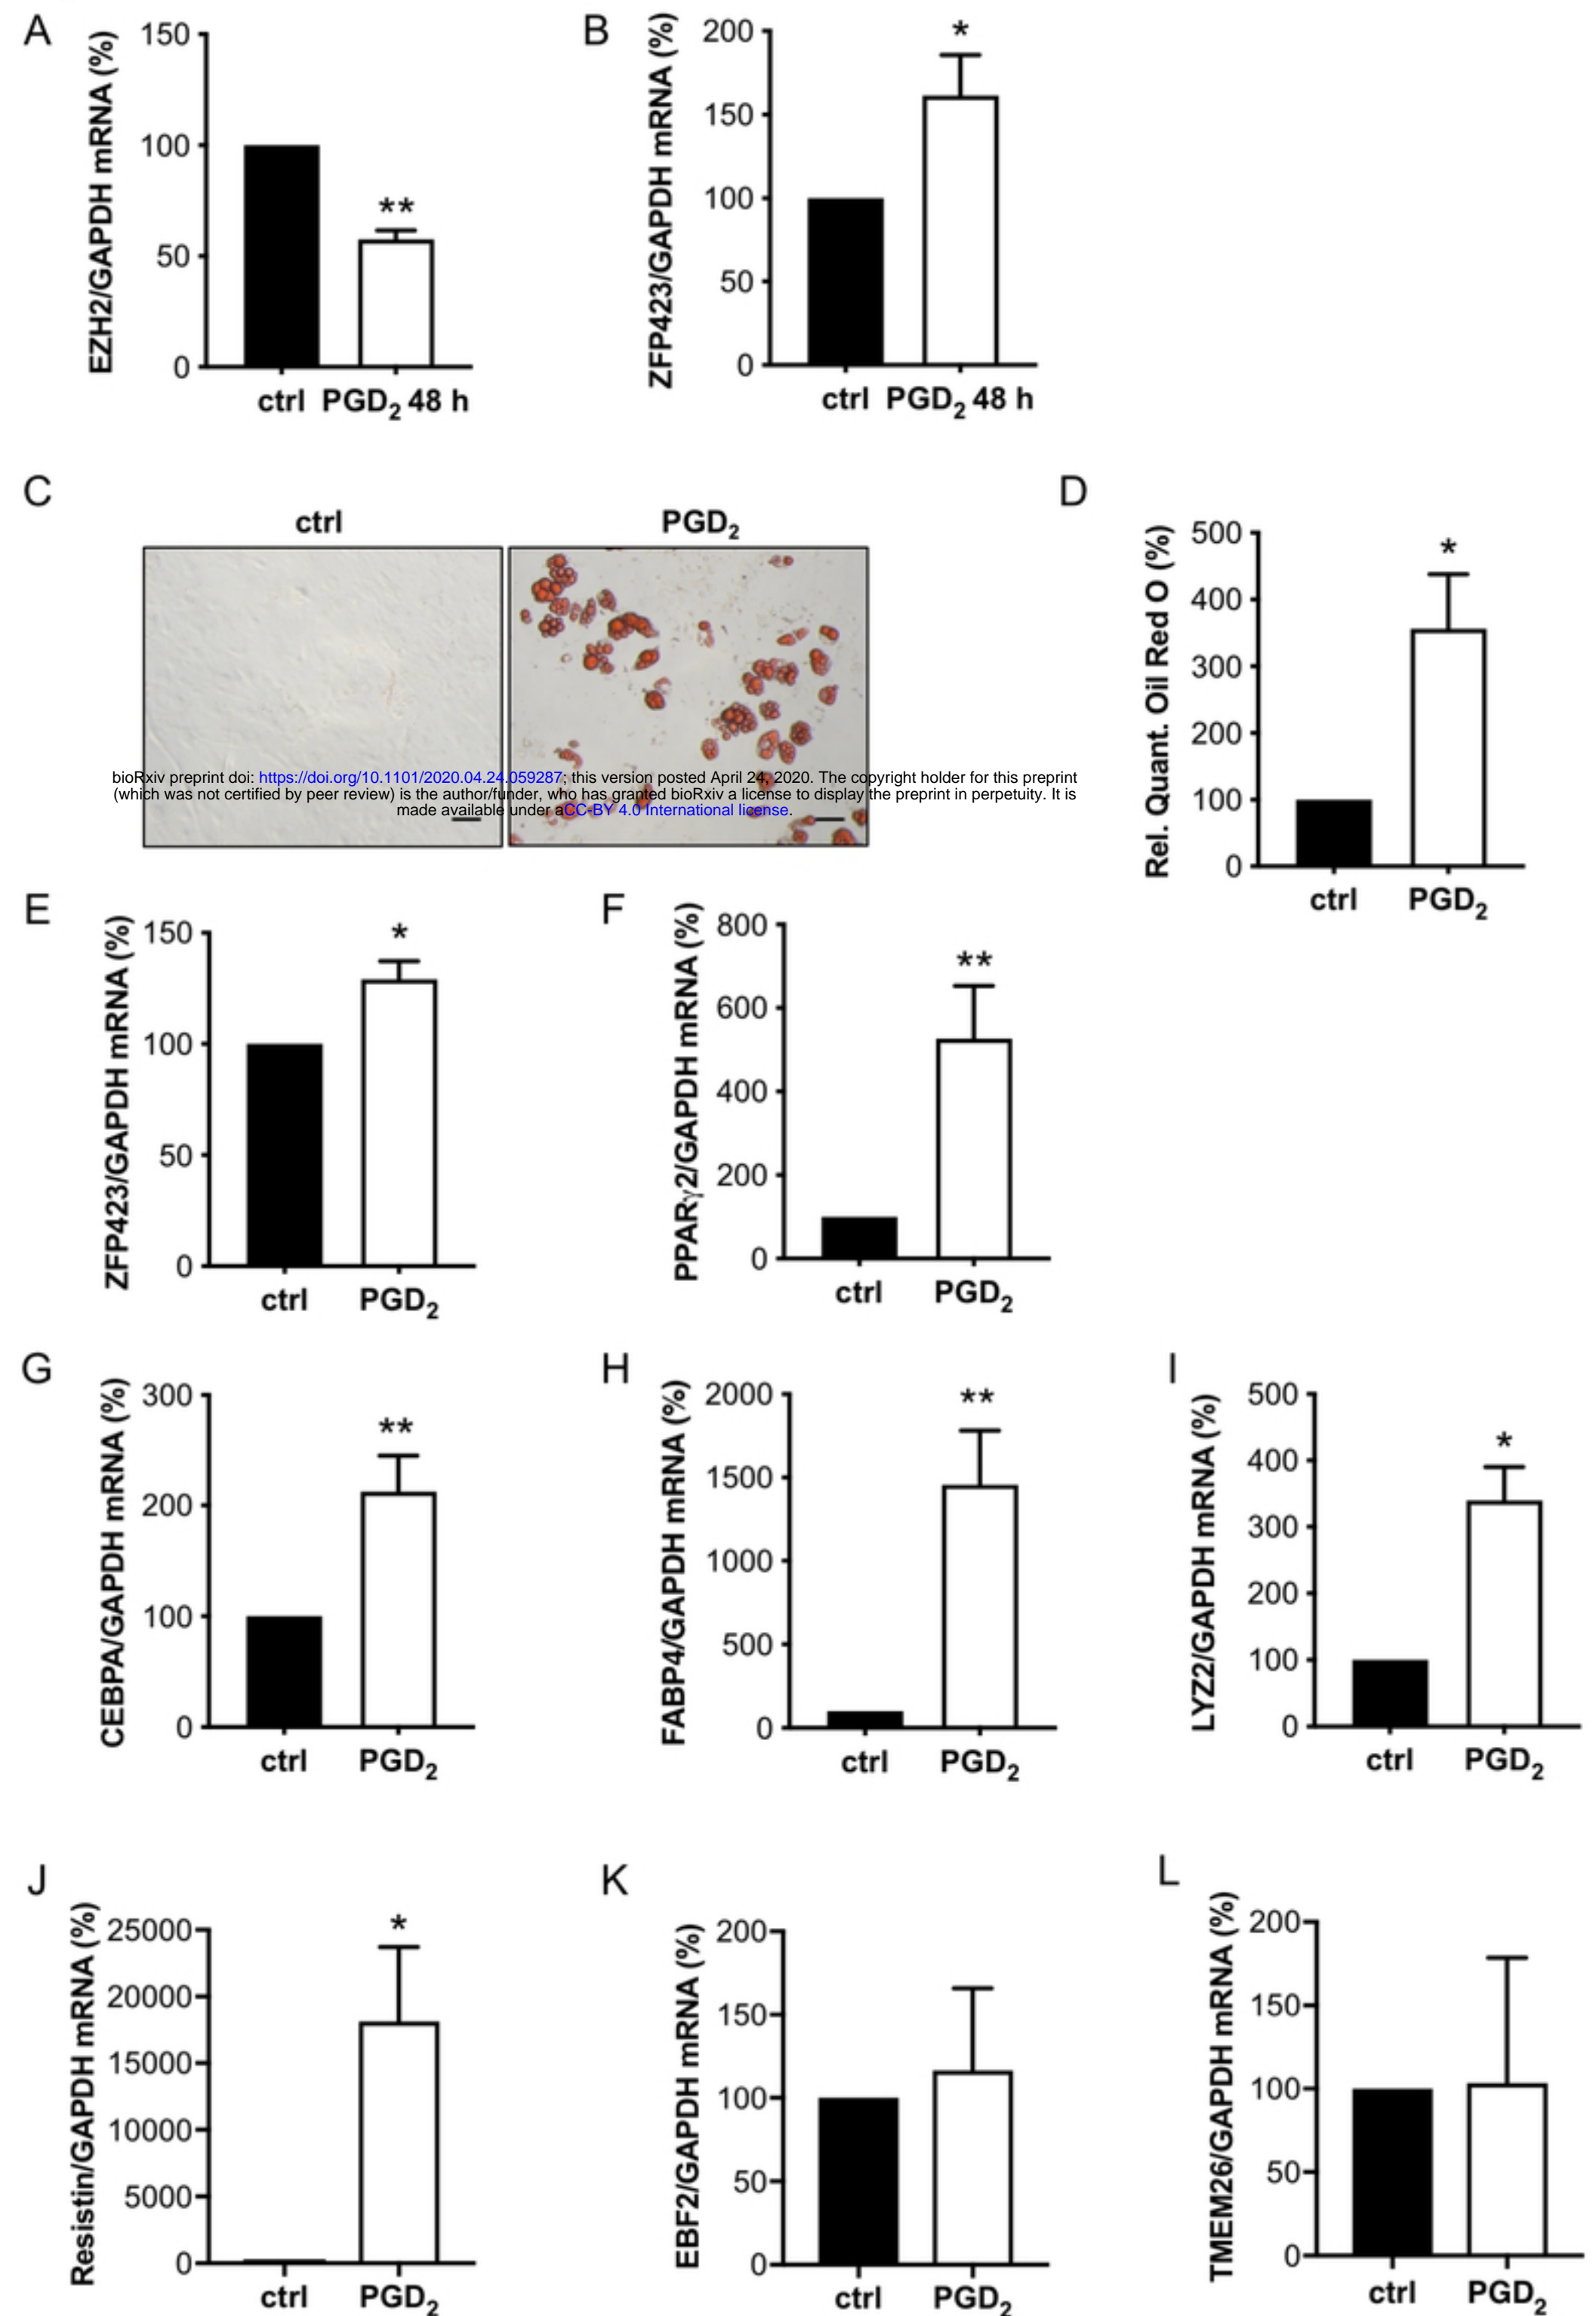 A
EZH2/GAPDH mRNA (%)
150
100
50
0
**
ctrl PGD₂ 48 h
B
ZFP423/GAPDH mRNA (%)
200
150
100
50
0
*
ctrl PGD₂ 48 h
C
ctrl PGD₂
bioRxiv preprint doi: https://doi.org/10.1101/2020.04.24.059287; this version posted April 24, 2020. The copyright holder for this preprint
(which was not certified by peer review) is the author/funder, who has granted bioRxiv a license to display the preprint in perpetuity. It is
made available under aCC-BY 4.0 International license.
D
Rel. Quant. Oil Red O (%)
500
400
300
200
100
0
*
ctrl PGD₂
E
ZFP423/GAPDH mRNA (%)
150
100
50
0
*
ctrl PGD₂
F
PPARγ2/GAPDH mRNA (%)
800
600
400
200
0
**
ctrl PGD₂
G
CEBPA/GAPDH mRNA (%)
300
200
100
0
**
ctrl PGD₂
H
FABP4/GAPDH mRNA (%)
2000
1500
1000
500
0
**
ctrl PGD₂
I
LYZ2/GAPDH mRNA (%)
500
400
300
200
100
0
*
ctrl PGD₂
J
Resistin/GAPDH mRNA (%)
25000
20000
15000
10000
5000
0
*
ctrl PGD₂
K
EBF2/GAPDH mRNA (%)
200
150
100
50
0
ctrl PGD₂
L
TMEM26/GAPDH mRNA (%)
200
150
100
50
0
ctrl PGD₂